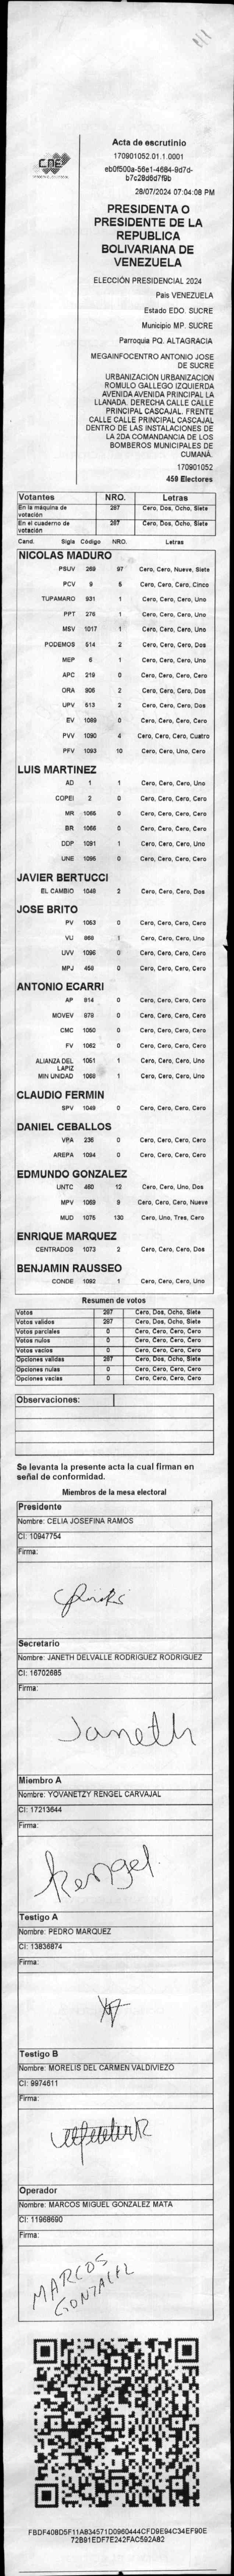 CNE
Acta de escrutinio
170901052.01.1.0001
eb0f500a-56e1-4684-9d7d-
b7c28d6d7f9b
28/07/2024 07:04:08 PM
PRESIDENTA O
PRESIDENTE DE LA
REPUBLICA
BOLIVARIANA DE
VENEZUELA
ELECCIÓN PRESIDENCIAL 2024
Pais VENEZUELA
Estado EDO. SUCRE
Municipio MP. SUCRE
Parroquia PQ. ALTAGRACIA
MEGAINFOCENTRO ANTONIO JOSE
DE SUCRE
URBANIZACION URBANIZACION
ROMULO GALLEGO IZQUIERDA
AVENIDA AVENIDA PRINCIPAL LA
LLANADA. DERECHA CALLE CALLE
PRINCIPAL CASCAJAL. FRENTE
CALLE CALLE PRINCIPAL CASCAJAL
DENTRO DE LAS INSTALACIONES DE
LA 2DA COMANDANCIA DE LOS
BOMBEROS MUNICIPALES DE
CUMANÁ.
170901052
459 Electores
Votantes NRO. Letras
En la máquina de votación 267 Cero, Dos, Ocho, Siete
En el cuaderno de votación 287 Cero, Dos, Ocho, Siete
Cand. Sigla Código NRO. Letras
NICOLAS MADURO
PSUV 269 97 Cero, Cero, Nueve, Siete
PCV 9 5 Cero, Cero, Cero, Cinco
TUPAMARO 931 1 Cero, Cero, Cero, Uno
PPT 276 1 Cero, Cero, Cero, Uno
MSV 1017 1 Cero, Cero, Cero, Uno
PODEMOS 514 2 Cero, Cero, Cero, Dos
MEP 6 1 Cero, Cero, Cero, Uno
APC 219 0 Cero, Cero, Cero, Cero
ORA 906 2 Cero, Cero, Cero, Dos
UPV 613 2 Cero, Cero, Cero, Dos
EV 1089 0 Cero, Cero, Cero, Cero
PVV 1090 4 Cero, Cero, Cero, Cuatro
PFV 1093 10 Cero, Cero, Uno, Cero
LUIS MARTINEZ
AD 1 1 Cero, Cero, Cero, Uno
COPEI 2 0 Cero, Cero, Cero, Cero
MR 1065 0 Cero, Cero, Cero, Cero
BR 1066 0 Cero, Cero, Cero, Cero
DDP 1091 1 Cero, Cero, Cero, Uno
UNE 1095 0 Cero, Cero, Cero, Cero
JAVIER BERTUCCI
EL CAMBIO 1048 2 Cero, Cero, Cero, Dos
JOSE BRITO
PV 1053 0 Cero, Cero, Cero, Cero
VU 868 1 Cero, Cero, Cero, Uno
UVV 1096 0 Cero, Cero, Cero, Cero
MPJ 458 0 Cero, Cero, Cero, Cero
ANTONIO ECARRI
AP 814 0 Cero, Cero, Cero, Cero
MOVEV 979 0 Cero, Cero, Cero, Cero
CMC 1050 0 Cero, Cero, Cero, Cero
FV 1062 0 Cero, Cero, Cero, Cero
ALIANZA DEL LAPIZ 1051 1 Cero, Cero, Cero, Uno
MIN UNIDAD 1068 1 Cero, Cero, Cero, Uno
CLAUDIO FERMIN
SPV 1049 0 Cero, Cero, Cero, Cero
DANIEL CEBALLOS
VPA 236 0 Cero, Cero, Cero, Cero
AREPA 1094 0 Cero, Cero, Cero, Cero
EDMUNDO GONZALEZ
UNTC 460 12 Cero, Cero, Uno, Dos
MPV 1059 9 Cero, Cero, Cero, Nueve
MUD 1075 130 Cero, Uno, Tres, Cero
ENRIQUE MARQUEZ
CENTRADOS 1073 2 Cero, Cero, Cero, Dos
BENJAMIN RAUSSEO
CONDE 1092 1 Cero, Cero, Cero, Uno
Resumen de votos
Votos 287 Cero, Dos, Ocho, Siete
Votos validos 287 Cero, Dos, Ocho, Siete
Votos parciales 0 Cero, Cero, Cero, Cero
Votos nulos 0 Cero, Cero, Cero, Cero
Votos vacios 0 Cero, Cero, Cero, Cero
Opciones validas 287 Cero, Dos, Ocho, Siete
Opciones nulas 0 Cero, Cero, Cero, Cero
Opciones vacias 0 Cero, Cero, Cero, Cero
Observaciones:
Se levanta la presente acta la cual firman en
señal de conformidad.
Miembros de la mesa electoral
Presidente
Nombre: CELIA JOSEFINA RAMOS
CI: 10947754
Firma:
Secretario
Nombre: JANETH DELVALLE RODRIGUEZ RODRIGUEZ
CI: 16702685
Firma:
Janeth
Miembro A
Nombre: YOVANETZY RENGEL CARVAJAL
CI: 17213644
Firma:
Rengel
Testigo A
Nombre: PEDRO MARQUEZ
CI: 13836874
Firma:
Testigo B
Nombre: MORELIS DEL CARMEN VALDIVIEZO
CI: 9974611
Firma:
Operador
Nombre: MARCOS MIGUEL GONZALEZ MATA
CI: 11968690
Firma:
MARCOS
GONZALEZ
FBDF408D5F11A834571D0960444CFD9E94C34EF90E
72B91EDF7E242FAC592A82